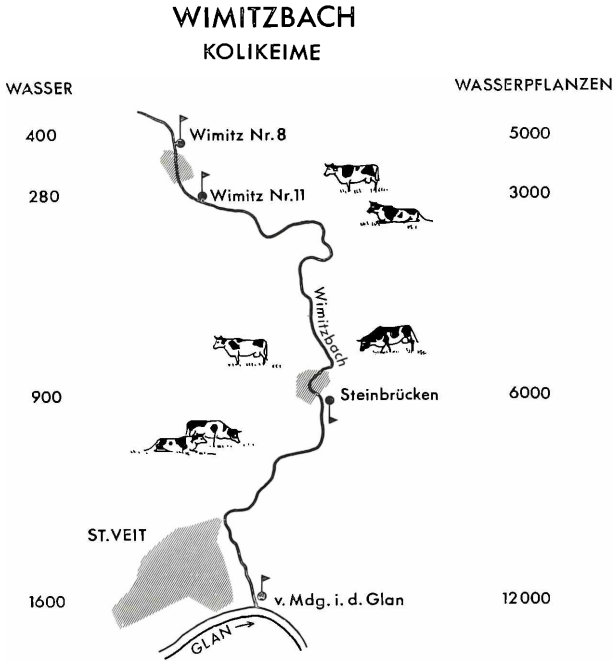 WIMITZBACH
KOLIKEIME
WASSER
WASSERPFLANZEN
400
Wimitz Nr. 8
5000
280
Wimitz Nr. 11
3000
Wimitzbach
900
Steinbrücken
6000
ST. VEIT
1600
v. Mdg. i. d. Glan
12000
GLAN →